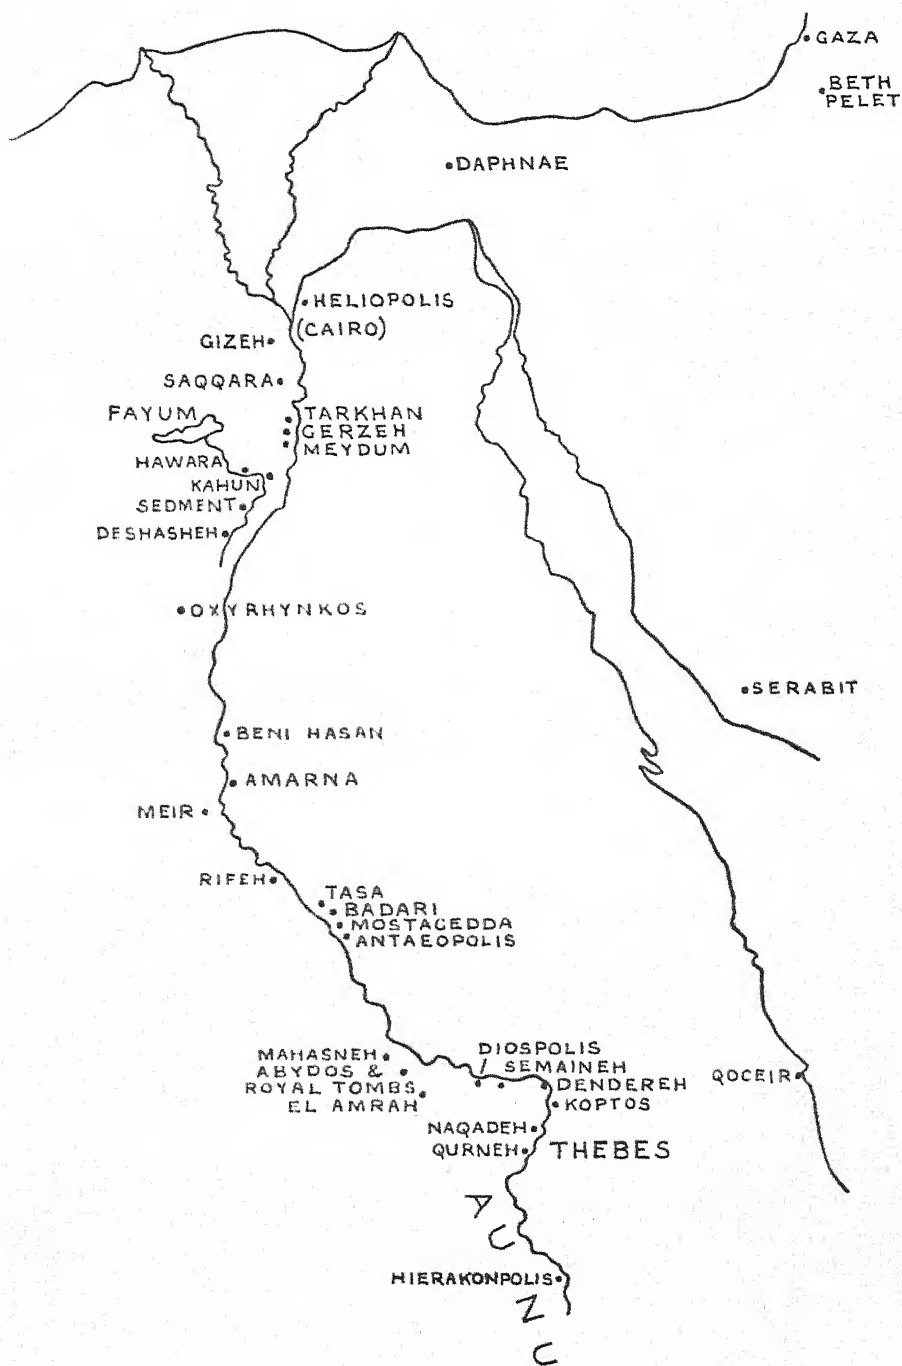 GAZA
BETH
PELET
DAPHNAE
HELIOPOLIS
(CAIRO)
GIZEH
SAQQARA
FAYUM
TARKHAN
GERZEH
MEYDUM
HAWARA
KAHUN
SEDMENT
DESHASHEH
OXYRHYNKOS
SERABIT
BENI HASAN
AMARNA
MEIR
RIFEH
TASA
BADARI
MOSTAGEDDA
ANTAEOPOLIS
MAHASNEH
ABYDOS &
ROYAL TOMBS
EL AMRAH
DIOSPOLIS
SEMAINEH
DENDEREH
KOPTOS
QOCEIR
NAQADEH
QURNEH
THEBES
HIERAKONPOLIS
AUNU